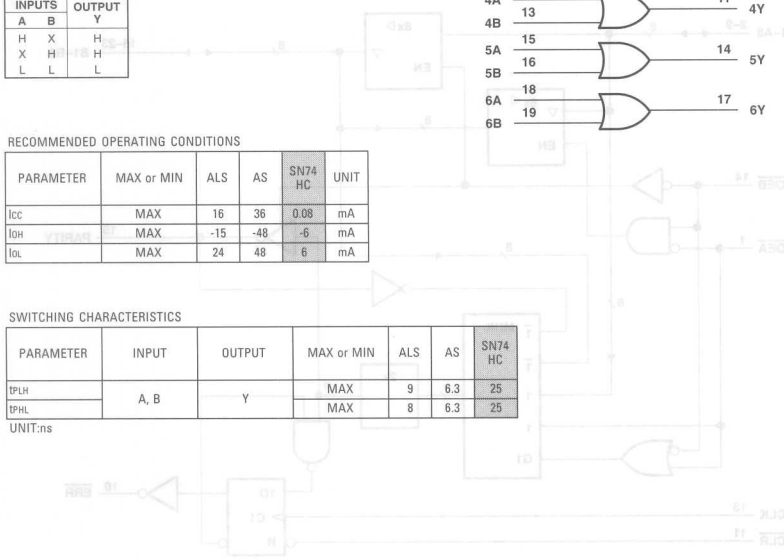 INPUTS OUTPUT
A B Y
H X H
X H H
L L L
4A
13
4B
4Y
15
5A
16
5B
14
5Y
18
6A
19
6B
17
6Y
RECOMMENDED OPERATING CONDITIONS
PARAMETER MAX or MIN ALS AS SN74 HC UNIT
Icc MAX 16 36 0.08 mA
IOH MAX -15 -48 -6 mA
IOL MAX 24 48 6 mA
SWITCHING CHARACTERISTICS
PARAMETER INPUT OUTPUT MAX or MIN ALS AS SN74 HC
tPLH A, B Y MAX 9 6.3 25
tPHL MAX 8 6.3 25
UNIT:ns